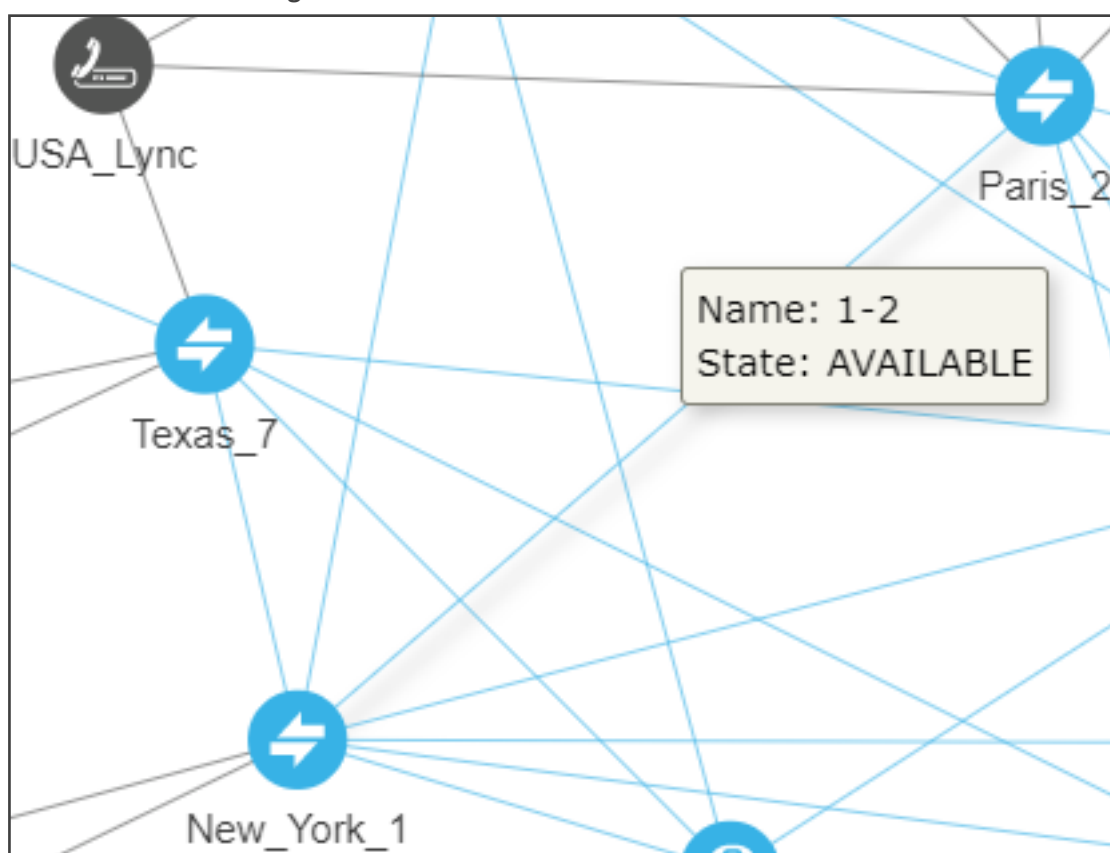 USA_Lync
Paris_2
Name: 1-2
State: AVAILABLE
Texas_7
New_York_1